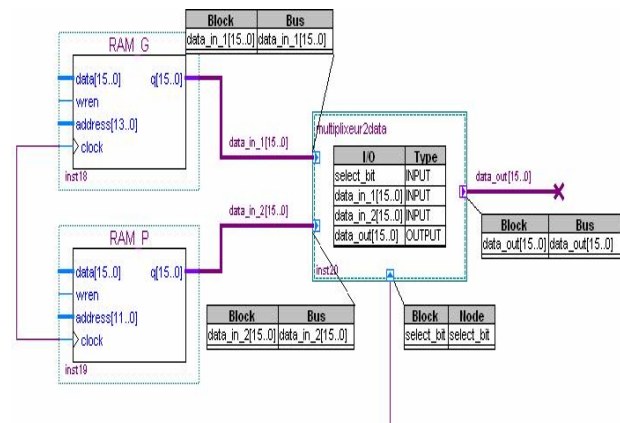 Block Bus
data_in_1[15..0] data_in_1[15..0]
RAM_G
data[15..0] q[15..0]
wren
address[13..0]
clock
inst18
data_in_1[15..0]
multiplixeur2data
I/O Type
select_bit INPUT
data_in_1[15..0] INPUT
data_in_2[15..0] INPUT
data_out[15..0] OUTPUT
inst20
data_out[15..0]
Block Bus
data_out[15..0] data_out[15..0]
data_in_2[15..0]
RAM_P
data[15..0] q[15..0]
wren
address[11..0]
clock
inst19
Block Bus
data_in_2[15..0] data_in_2[15..0]
Block Node
select_bit select_bit